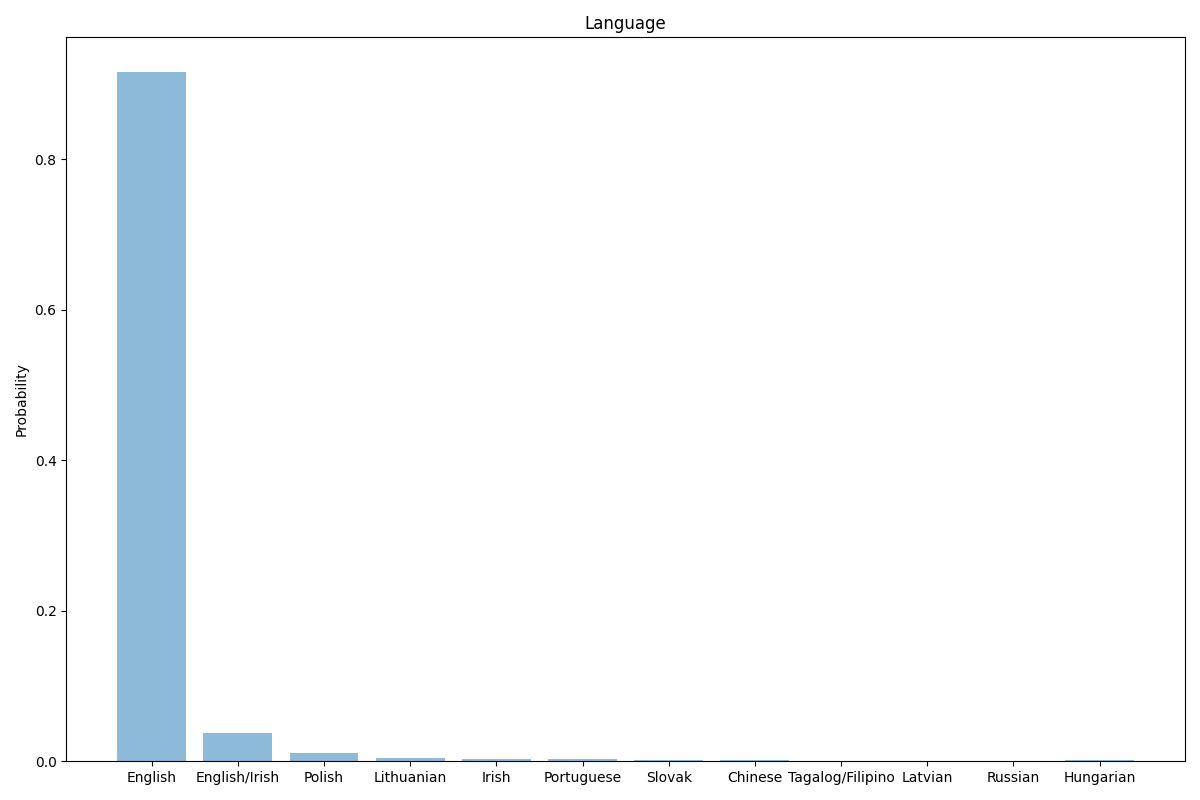 Language
Probability
0.8
0.6
0.4
0.2
0.0
English English/Irish Polish Lithuanian Irish Portuguese Slovak Chinese Tagalog/Filipino Latvian Russian Hungarian